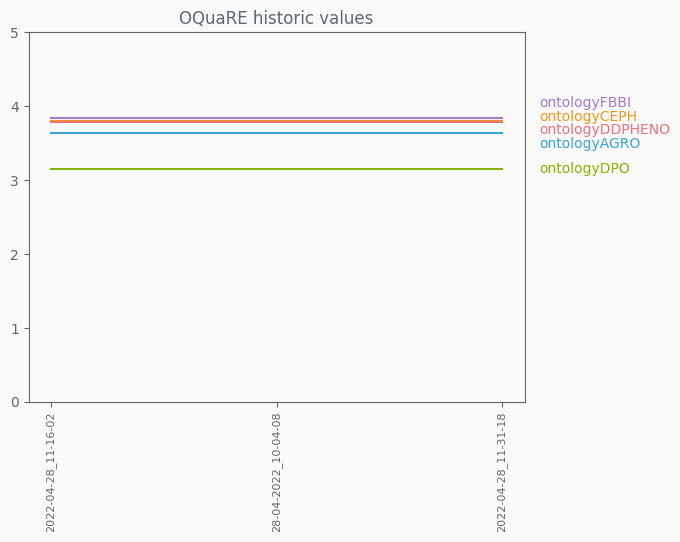 OQuaRE historic values
5
4
3
2
1
0
ontologyFBBI
ontologyCEPH
ontologyDDPHENO
ontologyAGRO
ontologyDPO
2022-04-28_11-16-02
28-04-2022_10-04-08
2022-04-28_11-31-18